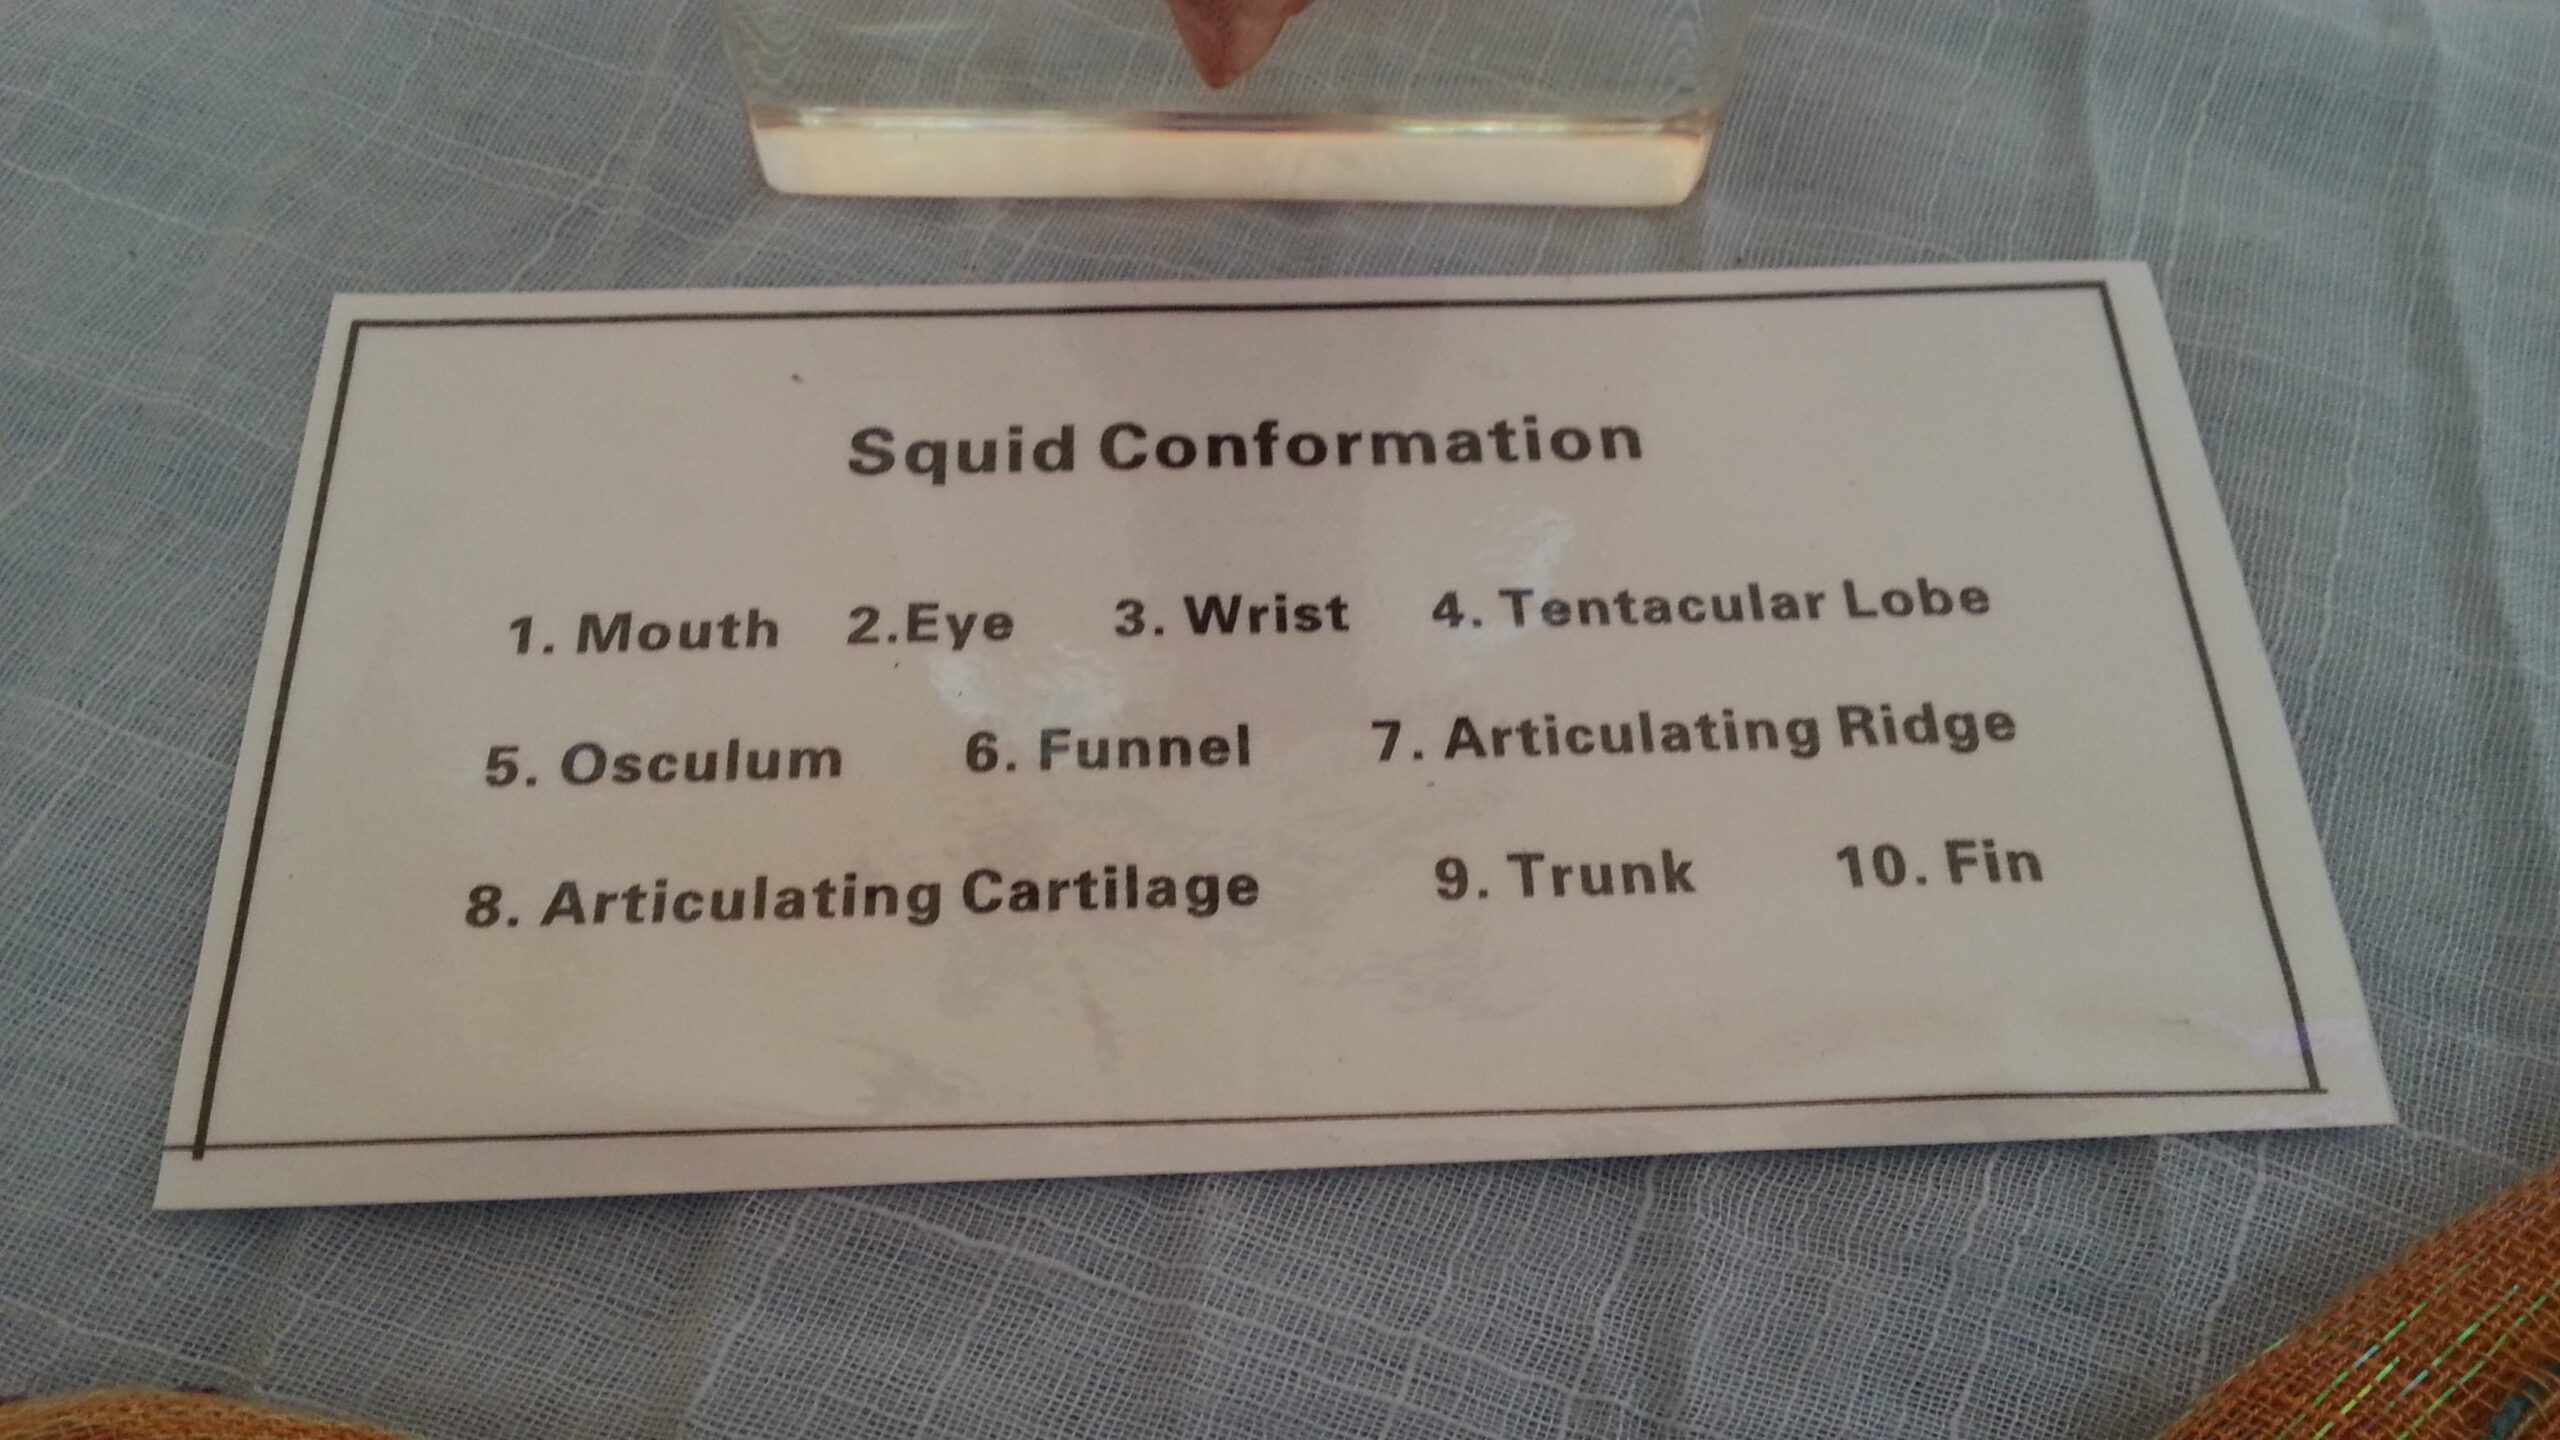 Squid Conformation
1. Mouth 2.Eye 3. Wrist 4. Tentacular Lobe
5. Osculum 6. Funnel 7. Articulating Ridge
8. Articulating Cartilage 9. Trunk 10. Fin